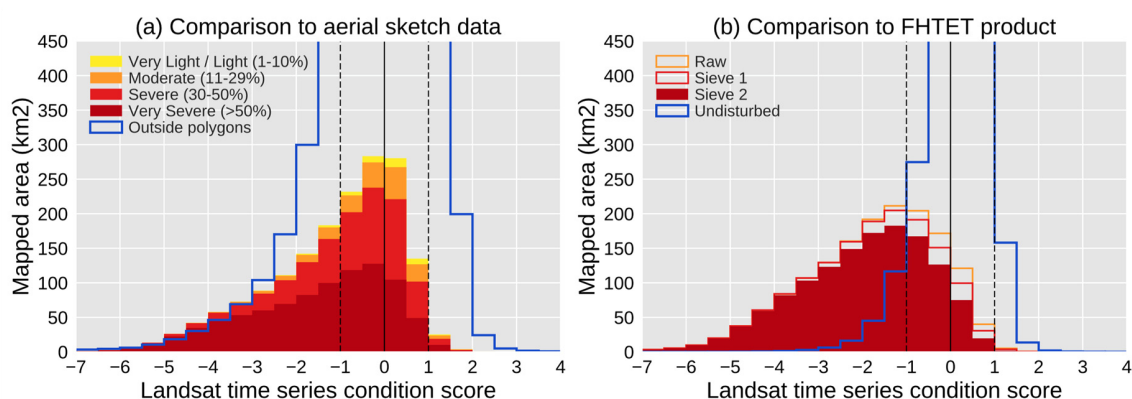 (a) Comparison to aerial sketch data
450
400
350
300
250
200
150
100
50
0
Mapped area (km2)
Very Light / Light (1-10%)
Moderate (11-29%)
Severe (30-50%)
Very Severe (>50%)
Outside polygons
−7 −6 −5 −4 −3 −2 −1 0 1 2 3 4
Landsat time series condition score
(b) Comparison to FHTET product
450
400
350
300
250
200
150
100
50
0
Mapped area (km2)
Raw
Sieve 1
Sieve 2
Undisturbed
−7 −6 −5 −4 −3 −2 −1 0 1 2 3 4
Landsat time series condition score